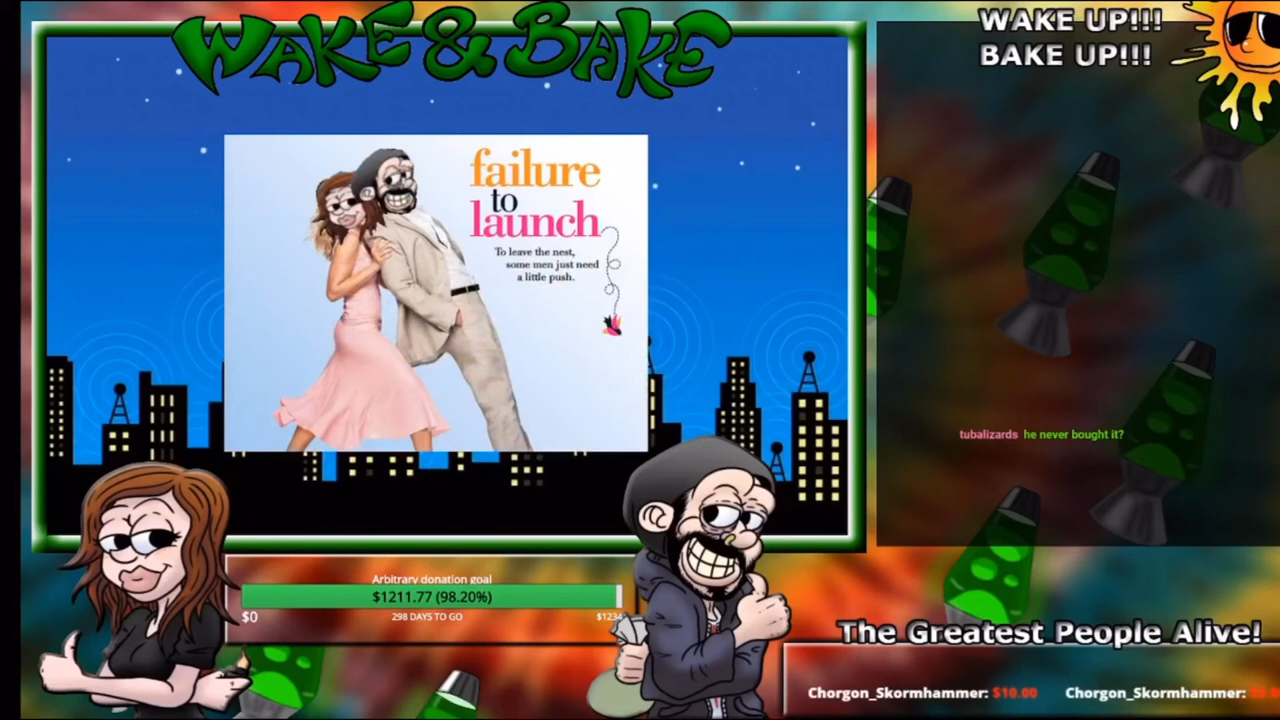 WAKE & BAKE
WAKE UP!!!
BAKE UP!!!
failure
to
launch
To leave the nest,
some men just need
a little push.
tubalizards he never bought it?
Arbitrary donation goal
$1211.77 (98.20%)
$0
298 DAYS TO GO
$1234
The Greatest People Alive!
Chorgon_Skormhammer: $10.00 Chorgon_Skormhammer: